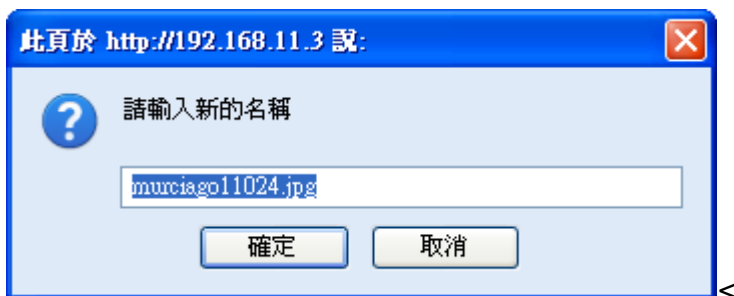 此頁於 http://192.168.11.3 說:
請輸入新的名稱
murciago11024.jpg
確定 取消
<